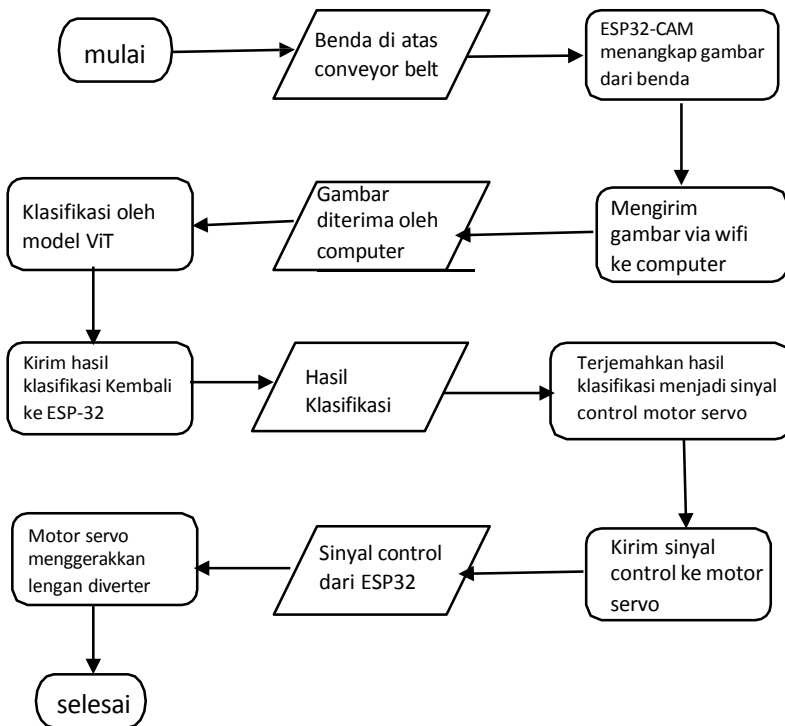 mulai
Benda di atas
conveyor belt
ESP32-CAM
menangkap gambar
dari benda
Mengirim
gambar via wifi
ke computer
Gambar
diterima oleh
computer
Klasifikasi oleh
model ViT
Kirim hasil
klasifikasi Kembali
ke ESP-32
Hasil
Klasifikasi
Terjemahkan hasil
klasifikasi menjadi sinyal
control motor servo
Kirim sinyal
control ke motor
servo
Sinyal control
dari ESP32
Motor servo
menggerakkan
lengan diverter
selesai